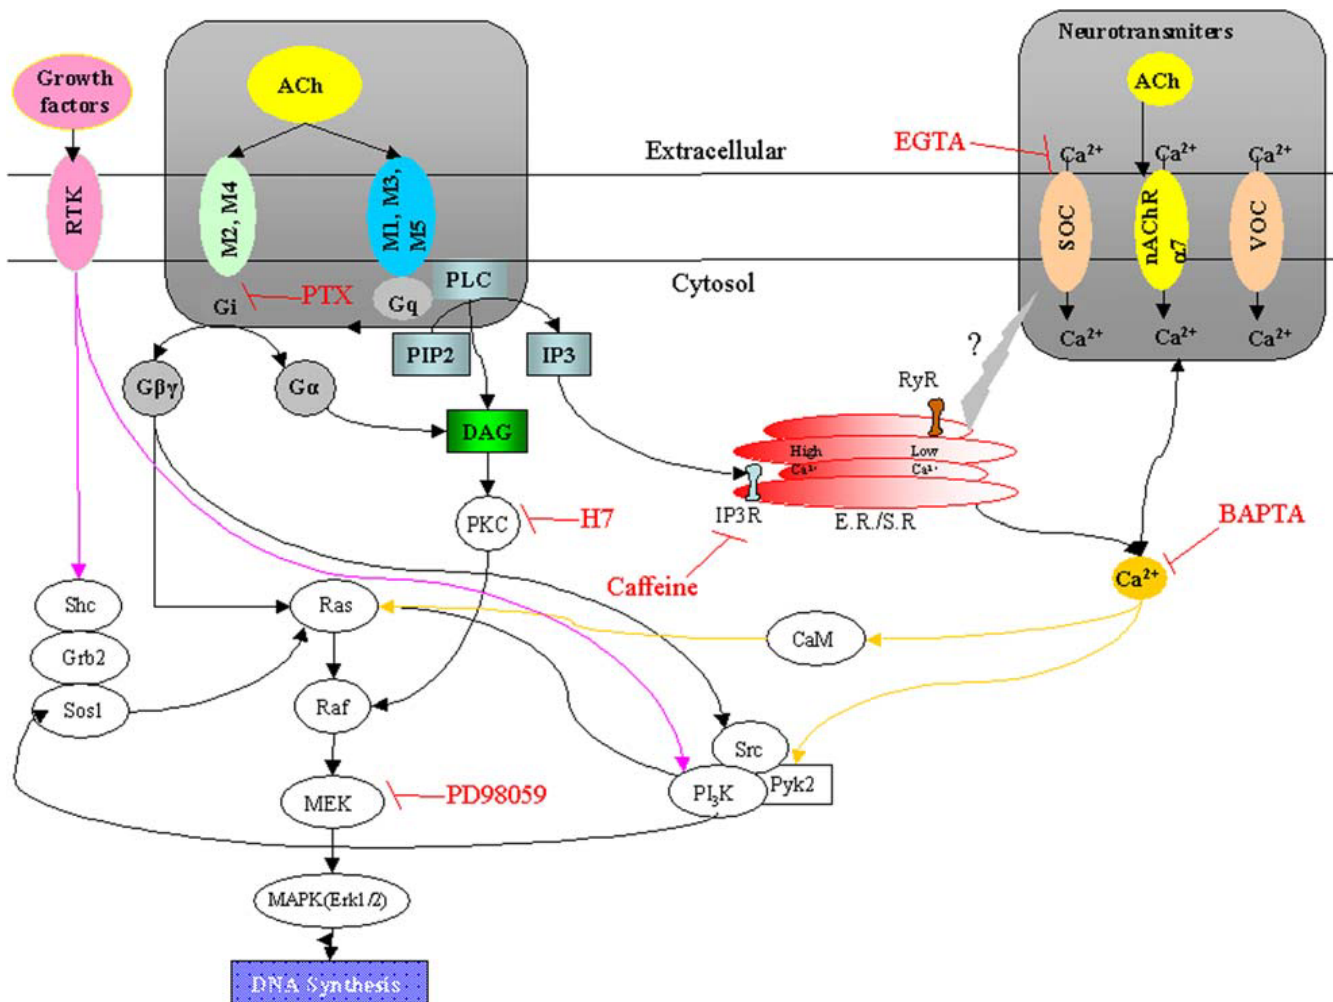 Neurotransmiters
Growth
factors
ACh
ACh
EGTA
Ca²⁺
Ca²⁺
Ca²⁺
Extracellular
RTK
M2, M4
M1, M3,
M5
SOC
nAChR
α7
VOC
Cytosol
PLC
PTX
Gi
Gq
PIP2
IP3
Ca²⁺
Ca²⁺
Ca²⁺
?
Gβγ
Gα
RyR
DAG
High
Ca²⁺
Low
Ca²⁺
IP3R
E.R./S.R
PKC
H7
BAPTA
Caffeine
Ca²⁺
Shc
Ras
CaM
Grb2
Sos1
Raf
Src
Pyk2
PI₃K
MEK
PD98059
MAPK(Erk1/2)
DNA Synthesis